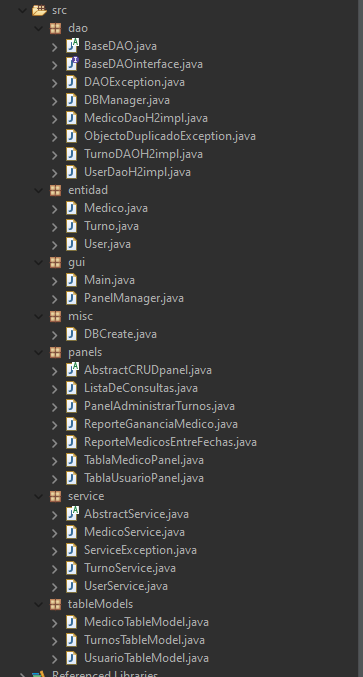 src
dao
BaseDAO.java
BaseDAOinterface.java
DAOException.java
DBManager.java
MedicoDaoH2impl.java
ObjectoDuplicadoException.java
TurnoDAOH2impl.java
UserDaoH2impl.java
entidad
Medico.java
Turno.java
User.java
gui
Main.java
PanelManager.java
misc
DBCreate.java
panels
AbstractCRUDpanel.java
ListaDeConsultas.java
PanelAdministrarTurnos.java
ReporteGananciaMedico.java
ReporteMedicosEntreFechas.java
TablaMedicoPanel.java
TablaUsuarioPanel.java
service
AbstractService.java
MedicoService.java
ServiceException.java
TurnoService.java
UserService.java
tableModels
MedicoTableModel.java
TurnosTableModel.java
UsuarioTableModel.java
Referenced Libraries